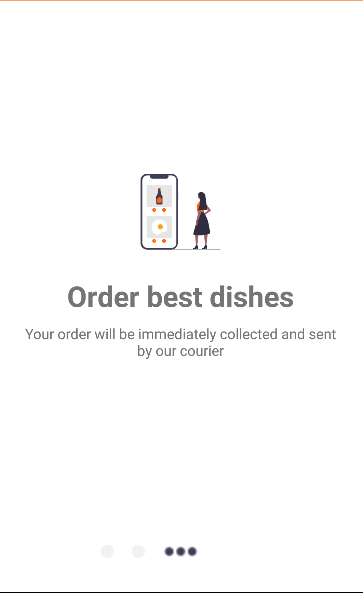 Order best dishes
Your order will be immediately collected and sent
by our courier